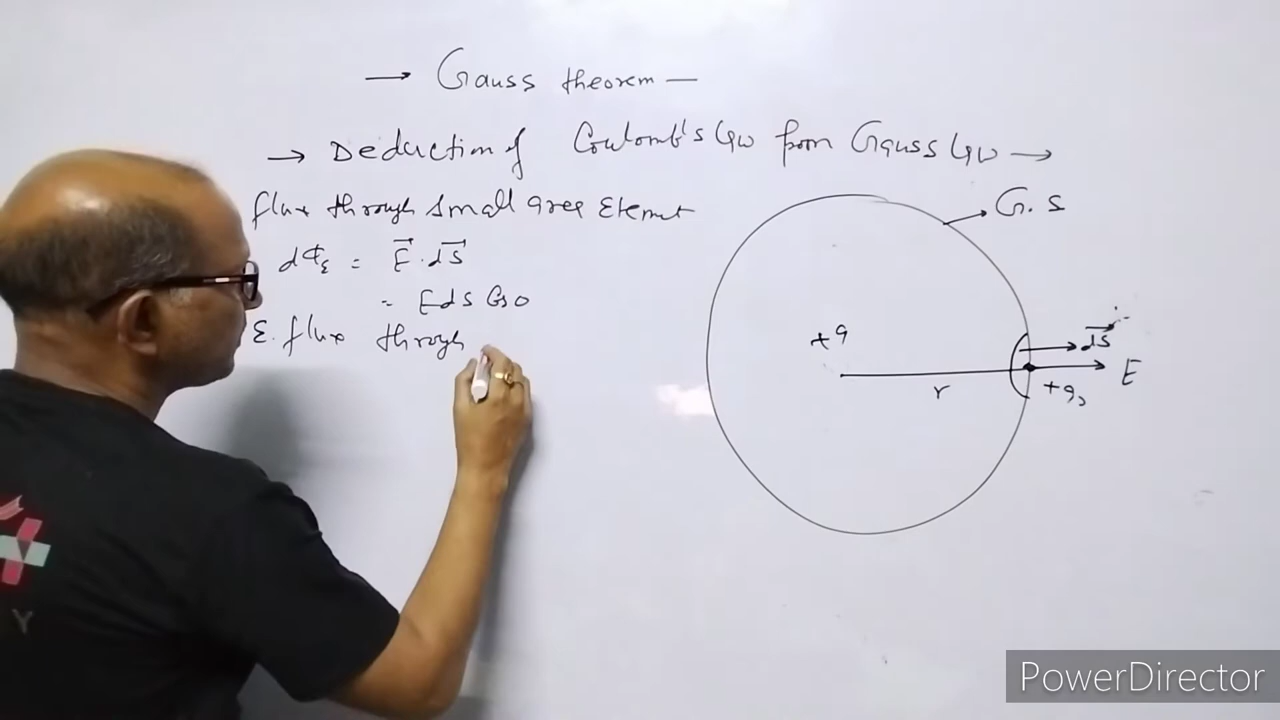 → Gauss theorem —
→ Deduction of Coulomb's law from Gauss law →
flux through small area Element
dΦ_E = E⃗ . dS⃗
= E ds Cos 0
E. flux through
G. S
+q
dS⃗
E
r
+q₀
Y
PowerDirector